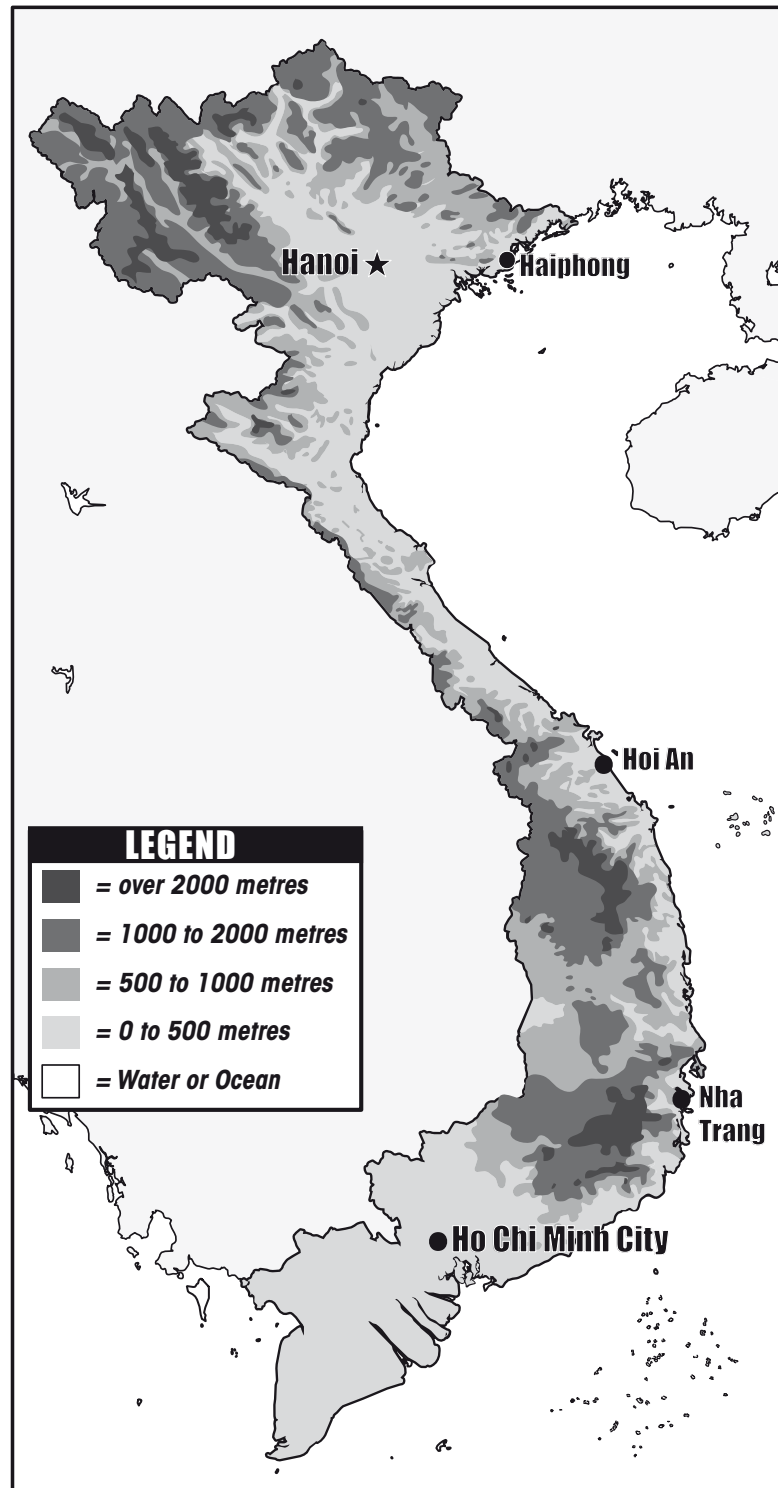 Hanoi
Haiphong
Hoi An
LEGEND
= over 2000 metres
= 1000 to 2000 metres
= 500 to 1000 metres
= 0 to 500 metres
= Water or Ocean
Nha
Trang
Ho Chi Minh City